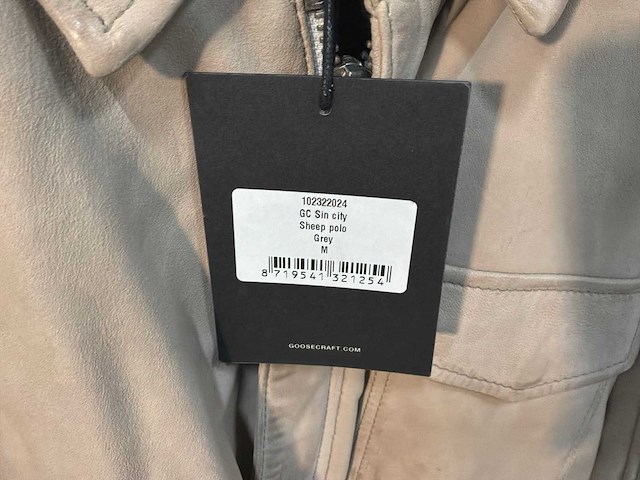 102322024
GC Sin city
Sheep polo
Grey
M
8 719541 321254
GOOSECRAFT.COM